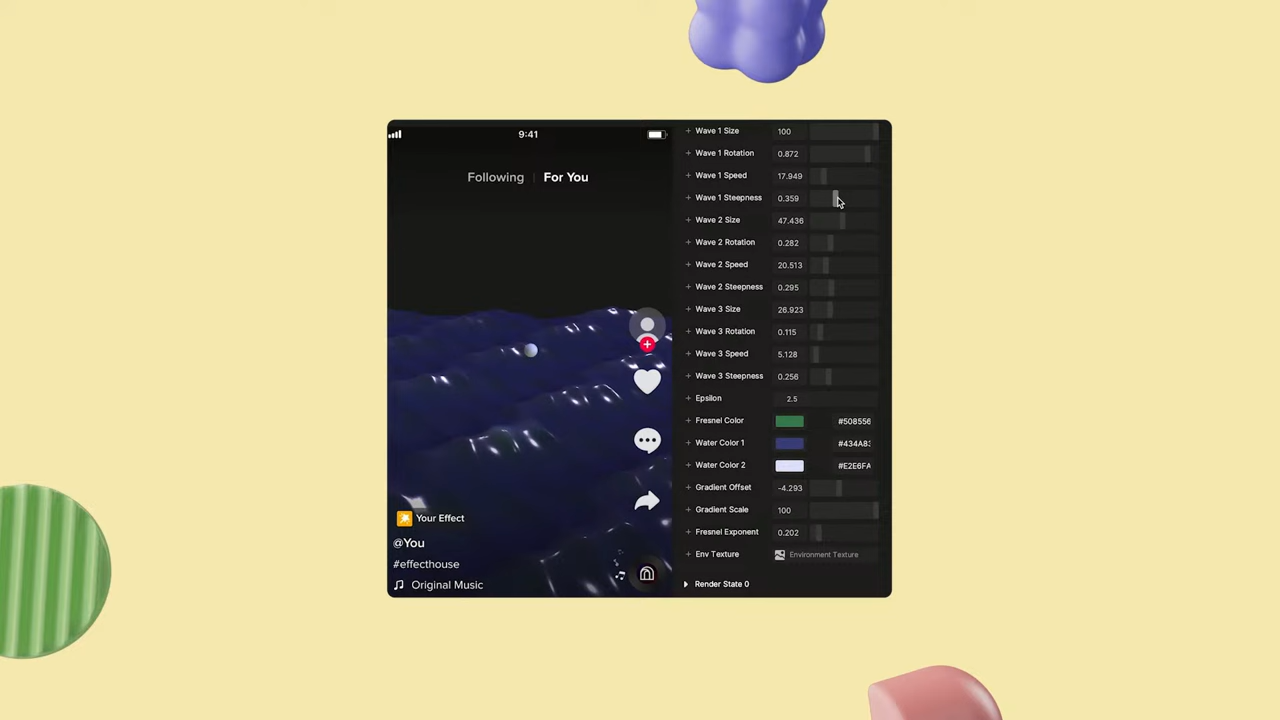 9:41
Following
For You
Your Effect
@You
#effecthouse
Original Music
Wave 1 Size 100
Wave 1 Rotation 0.872
Wave 1 Speed 17.949
Wave 1 Steepness 0.359
Wave 2 Size 47.436
Wave 2 Rotation 0.282
Wave 2 Speed 20.513
Wave 2 Steepness 0.295
Wave 3 Size 26.923
Wave 3 Rotation 0.115
Wave 3 Speed 5.128
Wave 3 Steepness 0.256
Epsilon 2.5
Fresnel Color #508556
Water Color 1 #434A83
Water Color 2 #E2E6FA
Gradient Offset -4.293
Gradient Scale 100
Fresnel Exponent 0.202
Env Texture Environment Texture
Render State 0